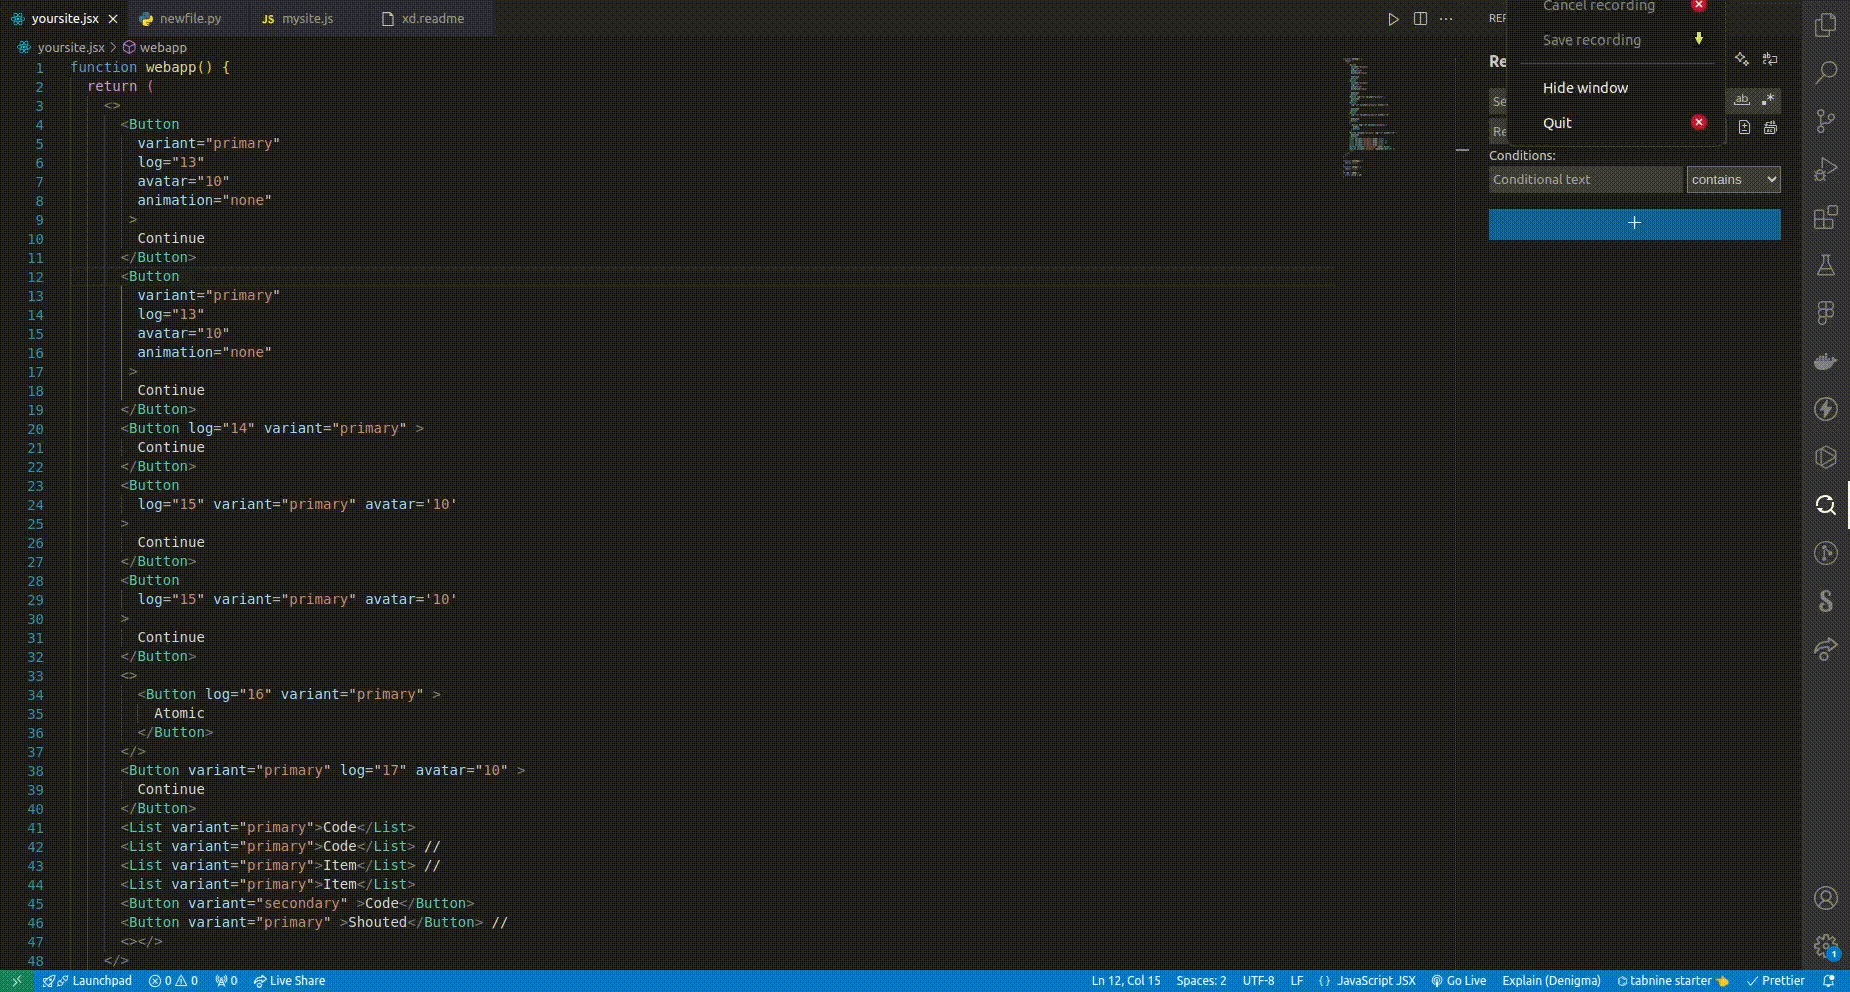 yoursite.jsx
newfile.py
JS mysite.js
xd.readme
REP
yoursite.jsx > webapp
1 function webapp() {
2 return (
3 <>
4 <Button
5 variant="primary"
6 log="13"
7 avatar="10"
8 animation="none"
9 >
10 Continue
11 </Button>
12 <Button
13 variant="primary"
14 log="13"
15 avatar="10"
16 animation="none"
17 >
18 Continue
19 </Button>
20 <Button log="14" variant="primary" >
21 Continue
22 </Button>
23 <Button
24 log="15" variant="primary" avatar='10'
25 >
26 Continue
27 </Button>
28 <Button
29 log="15" variant="primary" avatar='10'
30 >
31 Continue
32 </Button>
33 <>
34 <Button log="16" variant="primary" >
35 Atomic
36 </Button>
37 </>
38 <Button variant="primary" log="17" avatar="10" >
39 Continue
40 </Button>
41 <List variant="primary">Code</List>
42 <List variant="primary">Code</List> //
43 <List variant="primary">Item</List> //
44 <List variant="primary">Item</List>
45 <Button variant="secondary" >Code</Button>
46 <Button variant="primary" >Shouted</Button> //
47 <></>
48 </>
Cancel recording
Save recording
Hide window
Quit
Re
Se
ab
.*
Re
Conditions:
Conditional text
contains
+
1
Launchpad
0
0
0
Live Share
Ln 12, Col 15
Spaces: 2
UTF-8
LF
{ } JavaScript JSX
Go Live
Explain (Denigma)
tabnine starter
Prettier